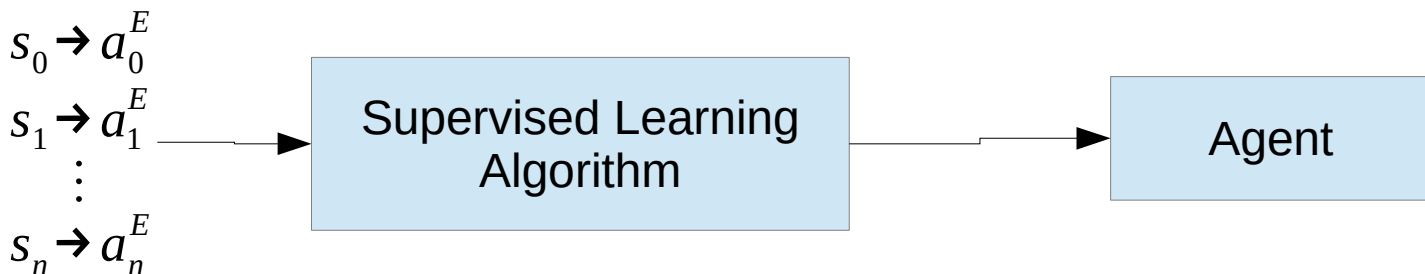 s₀ → a₀ᴱ
s₁ → a₁ᴱ
⋮
sₙ → aₙᴱ
Supervised Learning
Algorithm
Agent